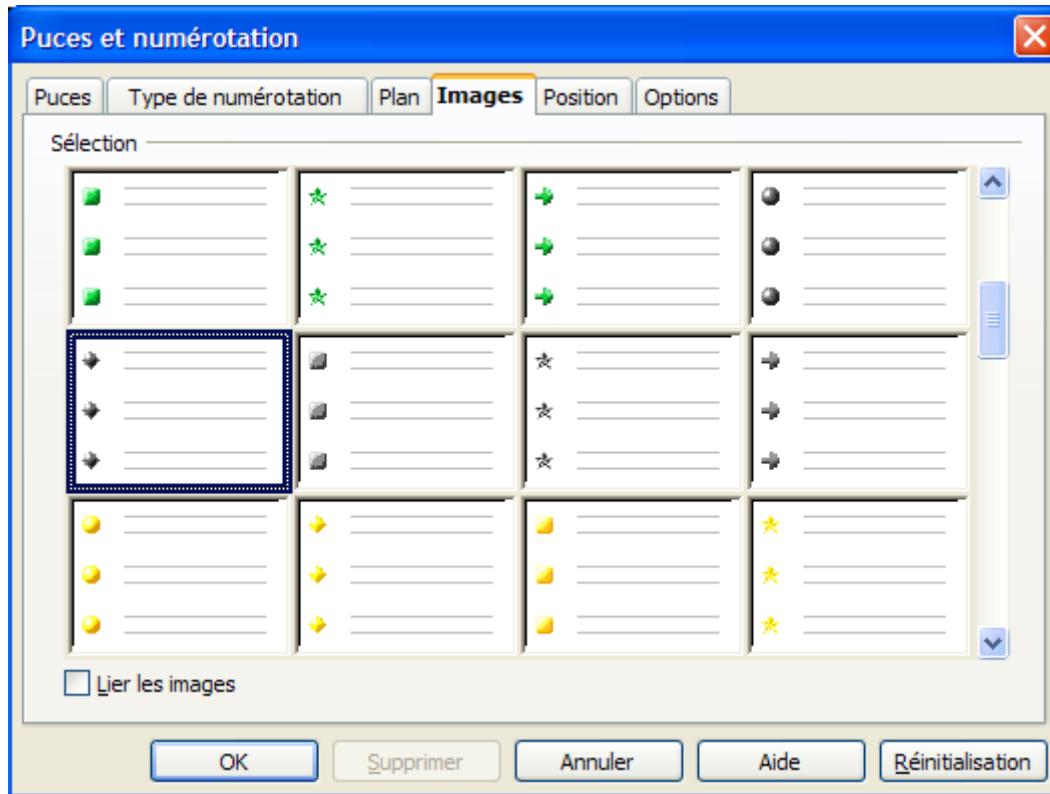 Puces et numérotation
Puces Type de numérotation Plan Images Position Options
Sélection
Lier les images
OK Supprimer Annuler Aide Réinitialisation